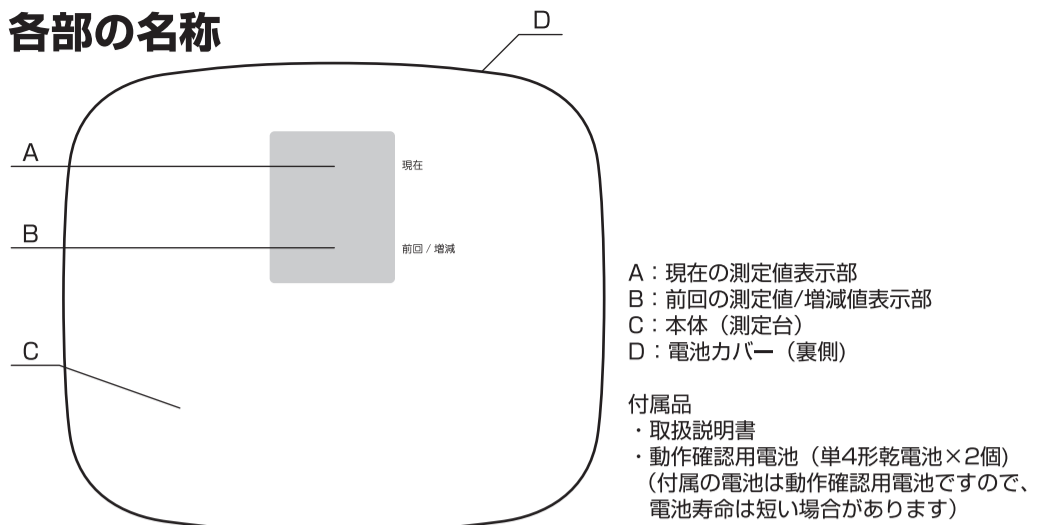 各部の名称
D
A
現在
B
前回 / 増減
C
A：現在の測定値表示部
B：前回の測定値/増減値表示部
C：本体（測定台）
D：電池カバー（裏側)
付属品
・取扱説明書
・動作確認用電池（単4形乾電池×2個)
（付属の電池は動作確認用電池ですので、
電池寿命は短い場合があります）